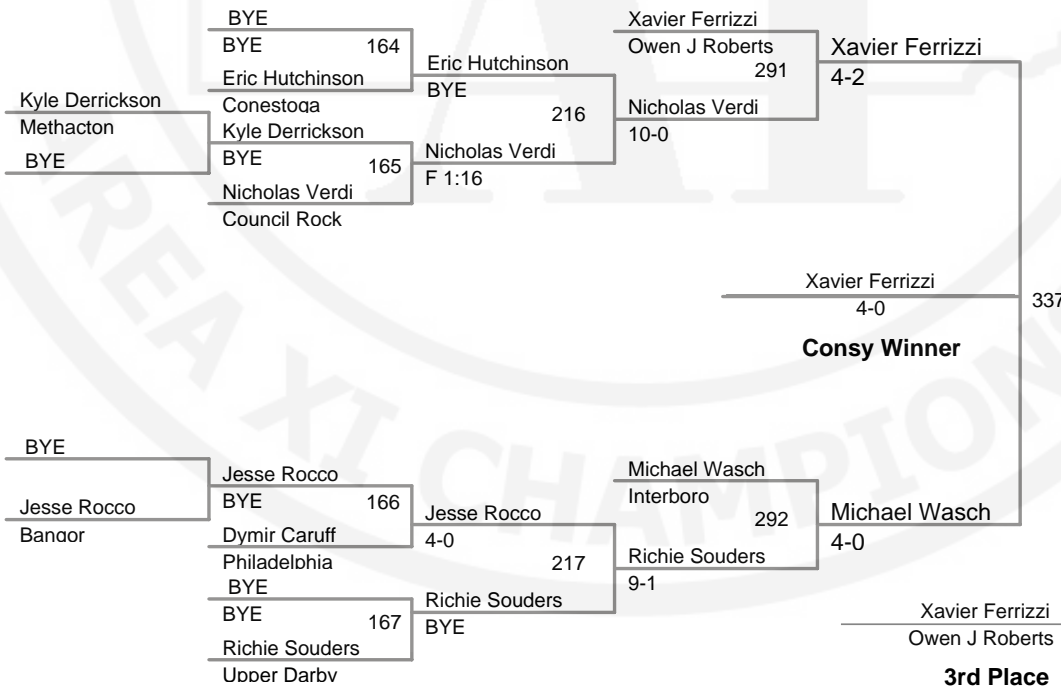 BYE
BYE
164
Eric Hutchinson
Conestoga
Kyle Derrickson
Methacton
BYE
Kyle Derrickson
BYE
165
Nicholas Verdi
Council Rock
Eric Hutchinson
BYE
216
Nicholas Verdi
F 1:16
Xavier Ferrizzi
Owen J Roberts
291
Nicholas Verdi
10-0
Xavier Ferrizzi
4-2
Xavier Ferrizzi
4-0
337
Consy Winner
BYE
Jesse Rocco
Bangor
Jesse Rocco
BYE
166
Dymir Caruff
Philadelphia
BYE
BYE
167
Richie Souders
Upper Darby
Jesse Rocco
4-0
217
Richie Souders
BYE
Michael Wasch
Interboro
292
Richie Souders
9-1
Michael Wasch
4-0
Xavier Ferrizzi
Owen J Roberts
3rd Place
AREA XI CHAMPION